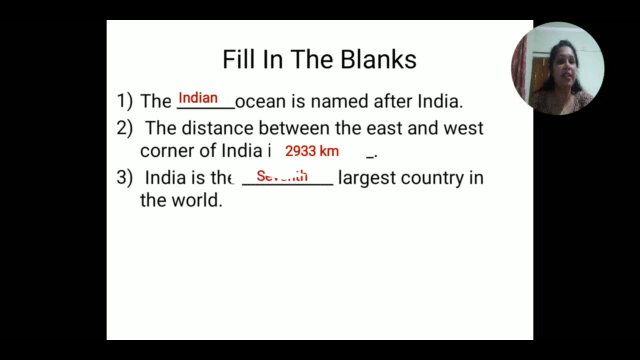 Fill In The Blanks
1) The Indian ocean is named after India.
2) The distance between the east and west
corner of India i 2933 km _.
3) India is the Seventh largest country in
the world.